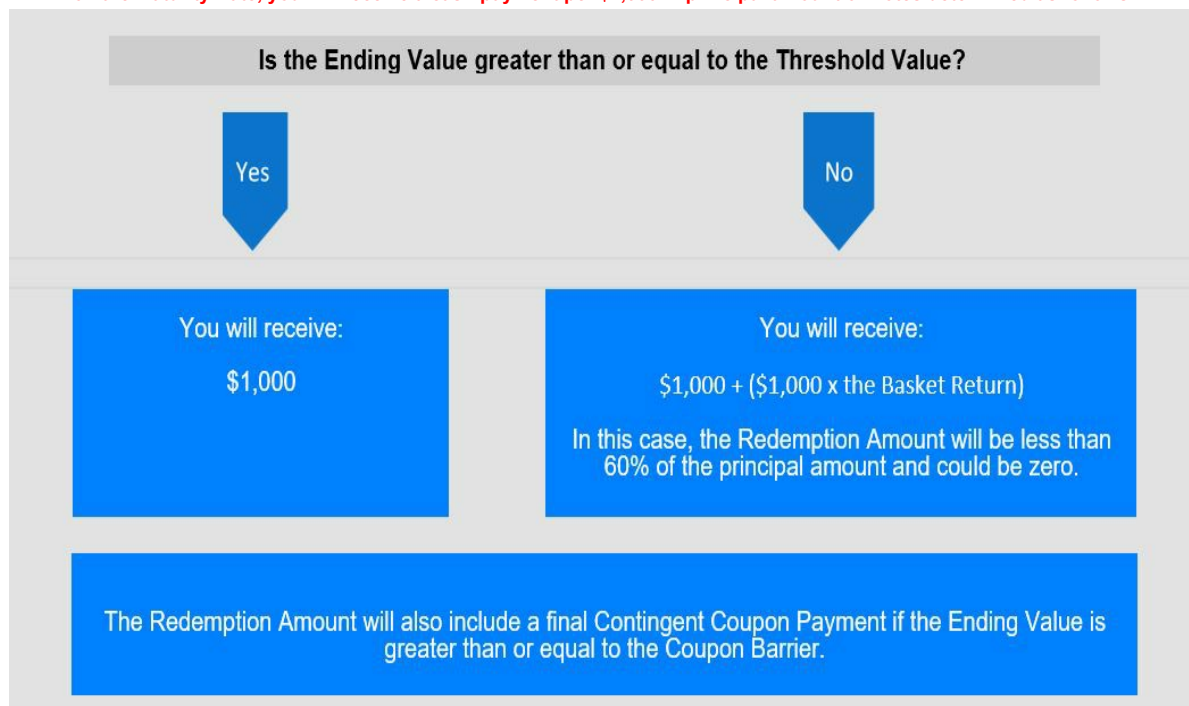 Is the Ending Value greater than or equal to the Threshold Value?
Yes
No
You will receive:
$1,000
You will receive:
$1,000 + ($1,000 x the Basket Return)
In this case, the Redemption Amount will be less than
60% of the principal amount and could be zero.
The Redemption Amount will also include a final Contingent Coupon Payment if the Ending Value is
greater than or equal to the Coupon Barrier.